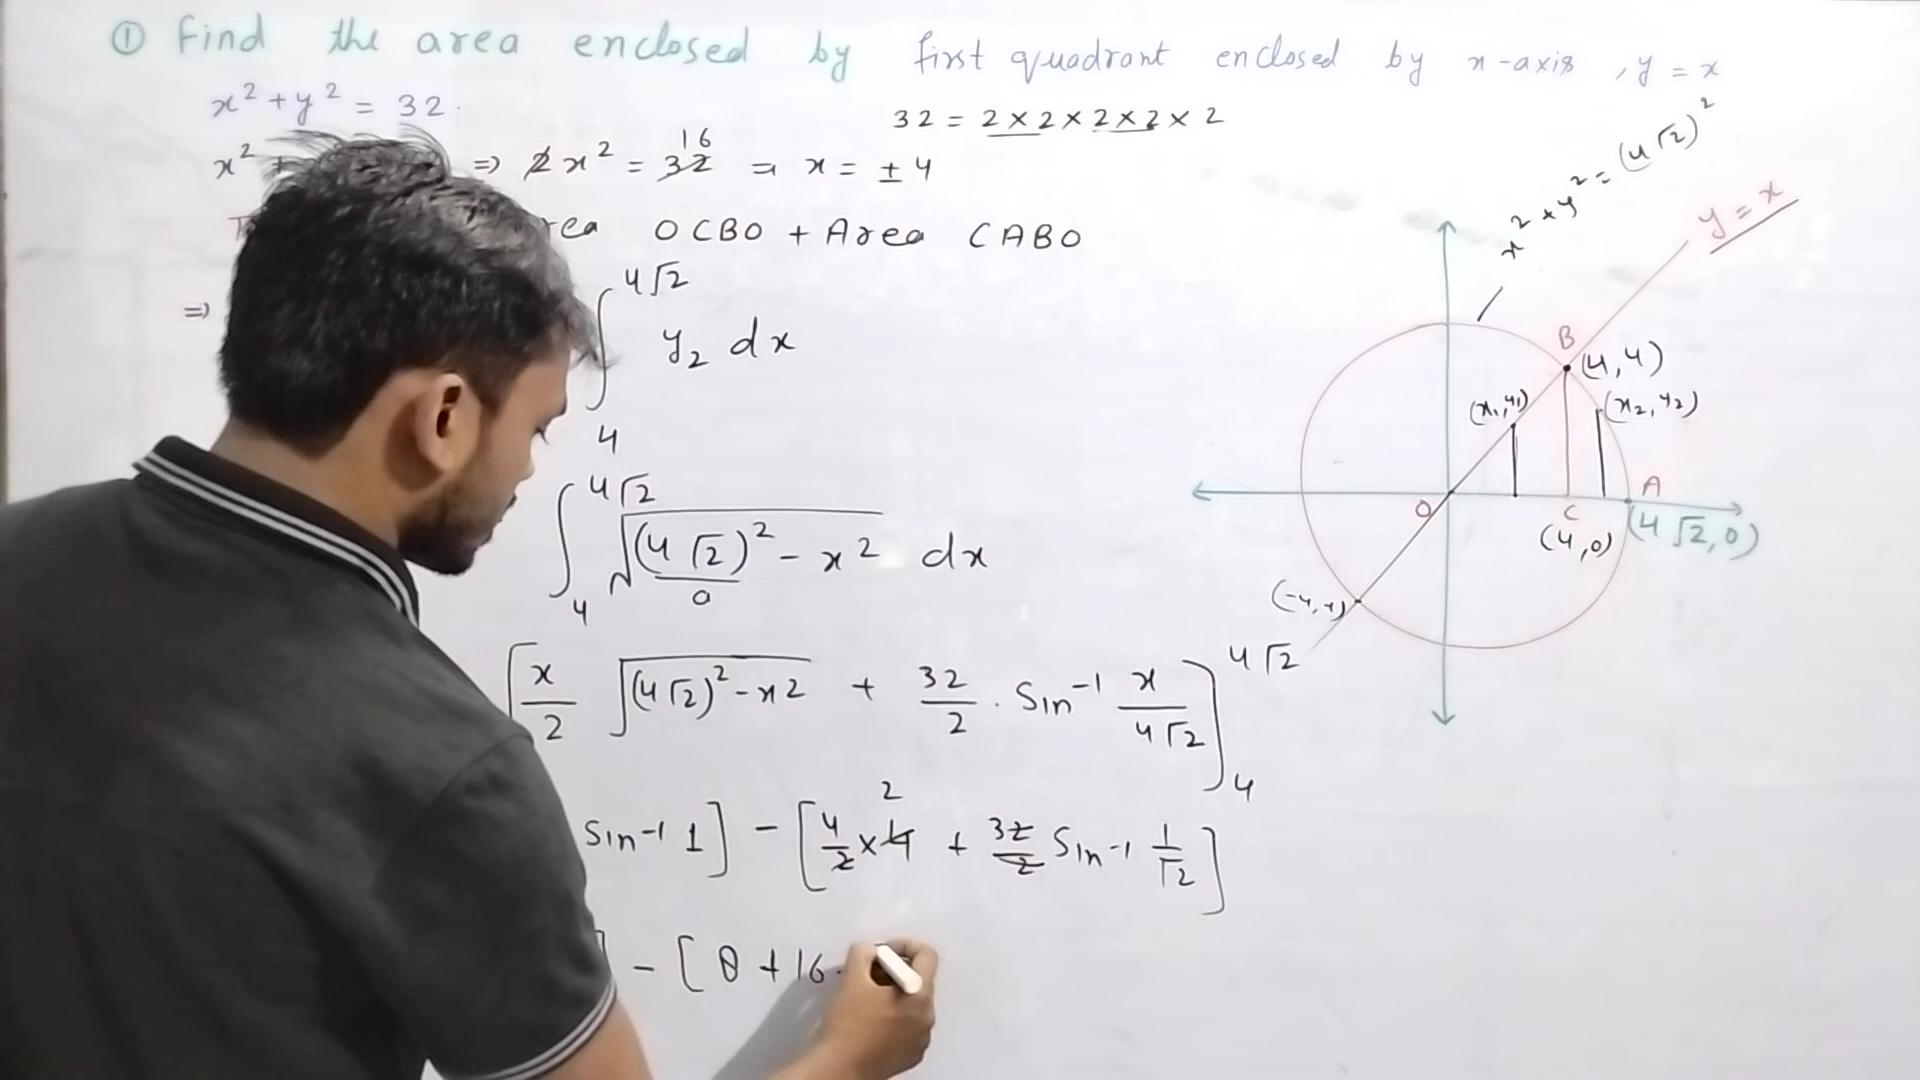 ① Find the area enclosed by first quadrant enclosed by x-axis, y = x
x² + y² = 32.
32 = 2 × 2 × 2 × 2 × 2
x² + ⇒ 2x² = 32 16 ⇒ x = ± 4
OCBO + Area CABO
⇒ ∫₄^{4√2} y₂ dx
∫₄^{4√2} √((4√2)² - x²) dx
a
[x/2 √((4√2)² - x²) + 32/2 . Sin⁻¹ x/4√2]₄^{4√2}
Sin⁻¹ 1] - [4/2 × 4 2 + 32/2 Sin⁻¹ 1/√2]
] - [8 + 16.
x² + y² = (4√2)²
y = x
B
(4,4)
(x₁,y₁)
(x₂,y₂)
O
C
A
(4,0)
(4√2,0)